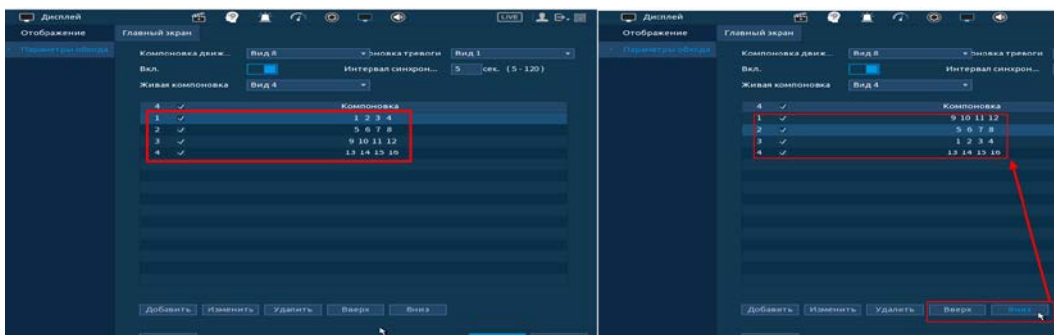 Дисплей
LIVE
Отображение
Главный экран
Параметры обхода
Компоновка движ...
Вид 8
эновка тревоги
Вид 1
Вкл.
Интервал синхрон...
5
сек. (5-120)
Живая компоновка
Вид 4
4 Компоновка
1 1 2 3 4
2 5 6 7 8
3 9 10 11 12
4 13 14 15 16
Добавить Изменить Удалить Вверх Вниз
Дисплей
Отображение
Главный экран
Параметры обхода
Компоновка движ...
Вид 8
эновка тревоги
Вкл.
Интервал синхрон...
Живая компоновка
Вид 4
4 Компоновка
1 9 10 11 12
2 5 6 7 8
3 1 2 3 4
4 13 14 15 16
Добавить Изменить Удалить Вверх Вниз